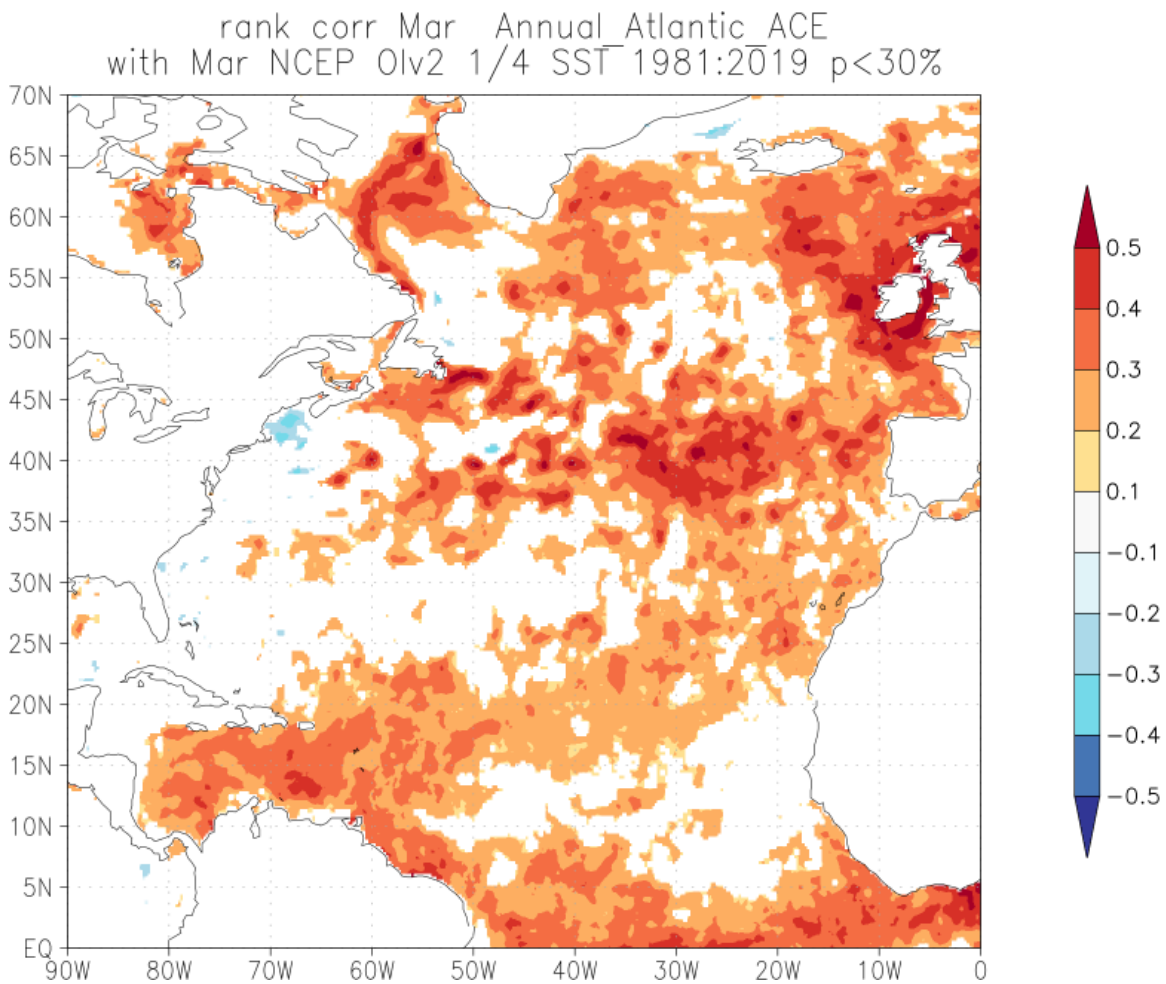 rank corr Mar Annual_Atlantic_ACE
with Mar NCEP OIv2 1/4 SST 1981:2019 p<30%
70N
65N
60N
55N
50N
45N
40N
35N
30N
25N
20N
15N
10N
5N
EQ
90W 80W 70W 60W 50W 40W 30W 20W 10W 0
0.5
0.4
0.3
0.2
0.1
-0.1
-0.2
-0.3
-0.4
-0.5